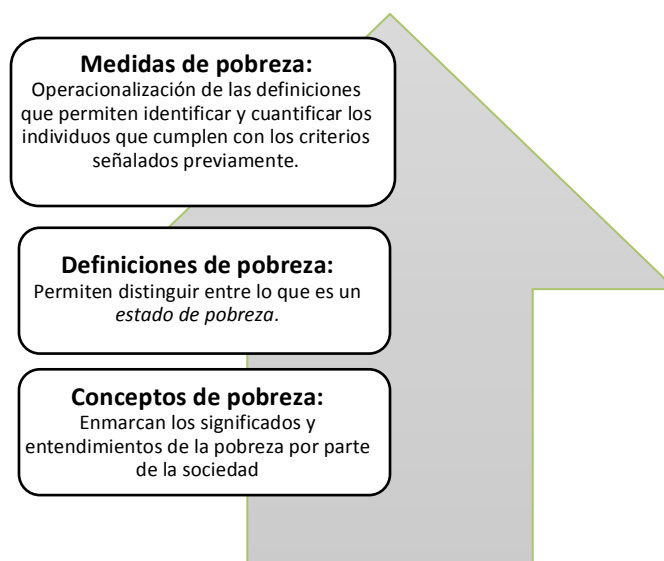 Medidas de pobreza:
Operacionalización de las definiciones
que permiten identificar y cuantificar los
individuos que cumplen con los criterios
señalados previamente.
Definiciones de pobreza:
Permiten distinguir entre lo que es un
estado de pobreza.
Conceptos de pobreza:
Enmarcan los significados y
entendimientos de la pobreza por parte
de la sociedad